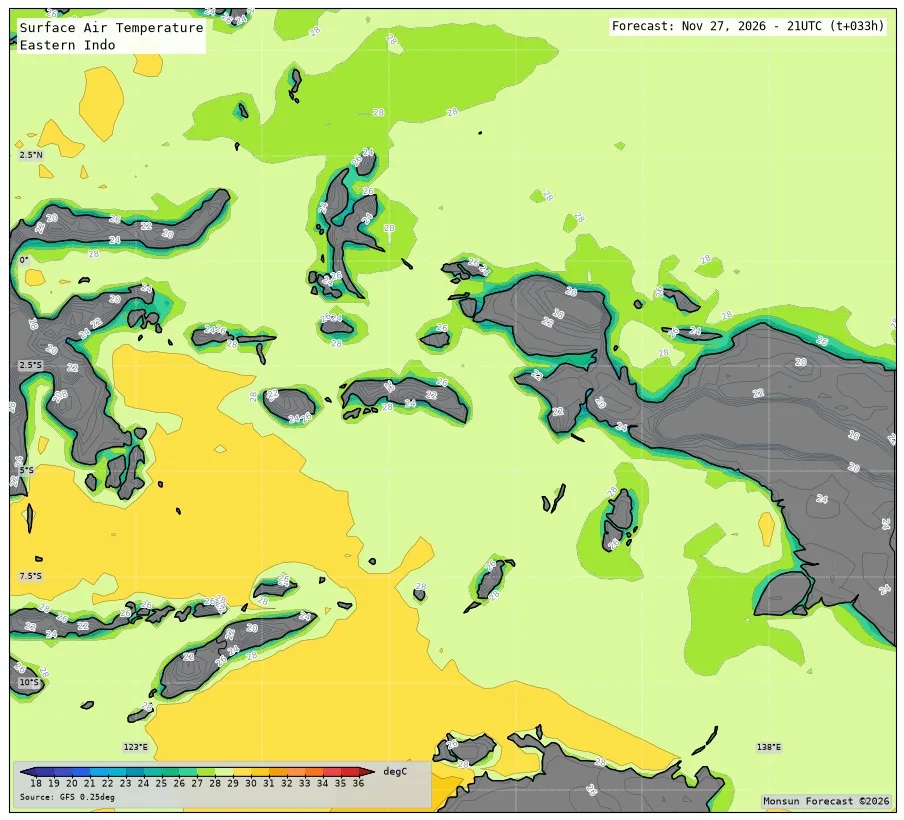 Surface Air Temperature
Eastern Indo
Forecast: Nov 27, 2026 - 21UTC (t+033h)
2.5°N
0°
2.5°S
5°S
7.5°S
10°S
123°E
138°E
degC
18 19 20 21 22 23 24 25 26 27 28 29 30 31 32 33 34 35 36
Source: GFS 0.25deg
Monsun Forecast ©2026